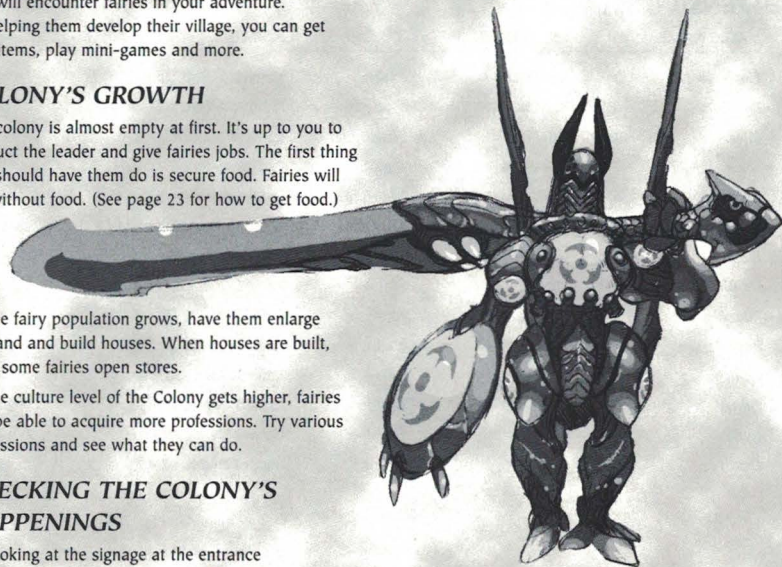 will encounter fairies in your adventure.
elping them develop their village, you can get
tems, play mini-games and more.
LONY'S GROWTH
colony is almost empty at first. It's up to you to
uct the leader and give fairies jobs. The first thing
should have them do is secure food. Fairies will
vithout food. (See page 23 for how to get food.)
e fairy population grows, have them enlarge
and and build houses. When houses are built,
some fairies open stores.
e culture level of the Colony gets higher, fairies
be able to acquire more professions. Try various
ssions and see what they can do.
ECKING THE COLONY'S
PPENINGS
oking at the signage at the entrance